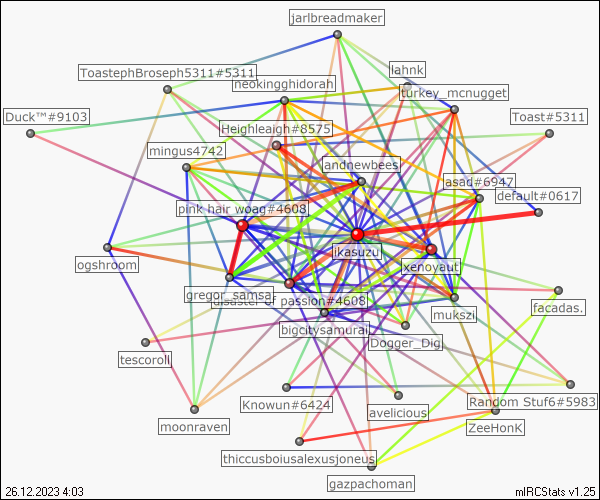 jarlbreadmaker
lahnk
ToastephBroseph5311#5311
neokingghidorah
turkey_mcnugget
Duck™#9103
Toast#5311
Heighleaigh#8575
mingus4742
andnewbees
asad#6947
default#0617
pink hair woag#4608
ikasuzu
xenoyaut
ogshroom
gregor_samsa
disaster of passion#4608
mukszi
facadas.
bigcitysamurai
Dogger_Dig
tescoroll
Knowun#6424
avelicious
Random Stuf6#5983
moonraven
ZeeHonK
thiccusboiusalexusjoneus
gazpachoman
26.12.2023 4:03
mIRCStats v1.25